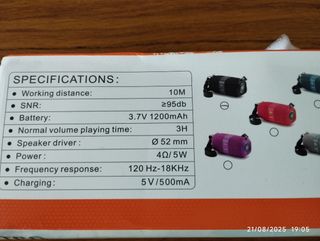 SPECIFICATIONS:
• Working distance: 10M
• SNR: ≥95db
• Battery: 3.7V 1200mAh
• Normal volume playing time: 3H
• Speaker driver: Ø 52 mm
• Power: 4Ω/5W
• Frequency response: 120 Hz-18KHz
• Charging: 5V/500mA
21/08/2025 19:05